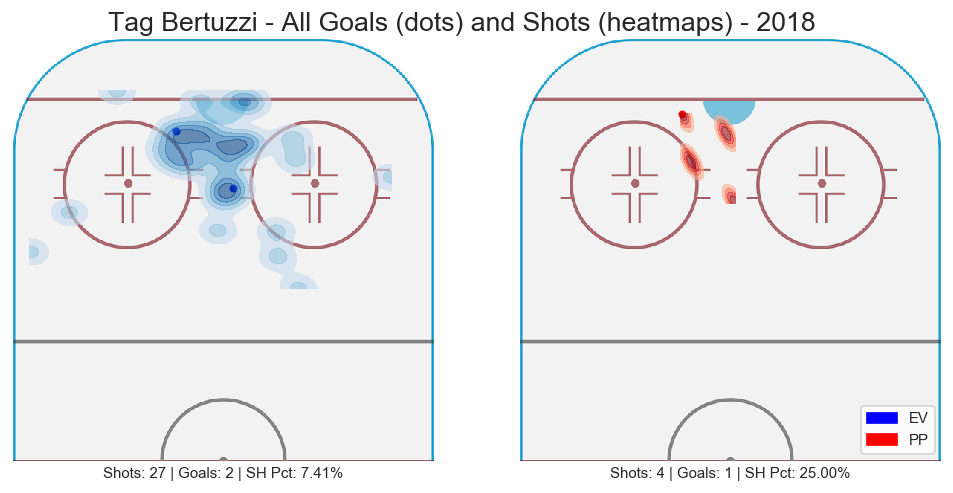 Tag Bertuzzi - All Goals (dots) and Shots (heatmaps) - 2018
EV
PP
Shots: 27 | Goals: 2 | SH Pct: 7.41%
Shots: 4 | Goals: 1 | SH Pct: 25.00%